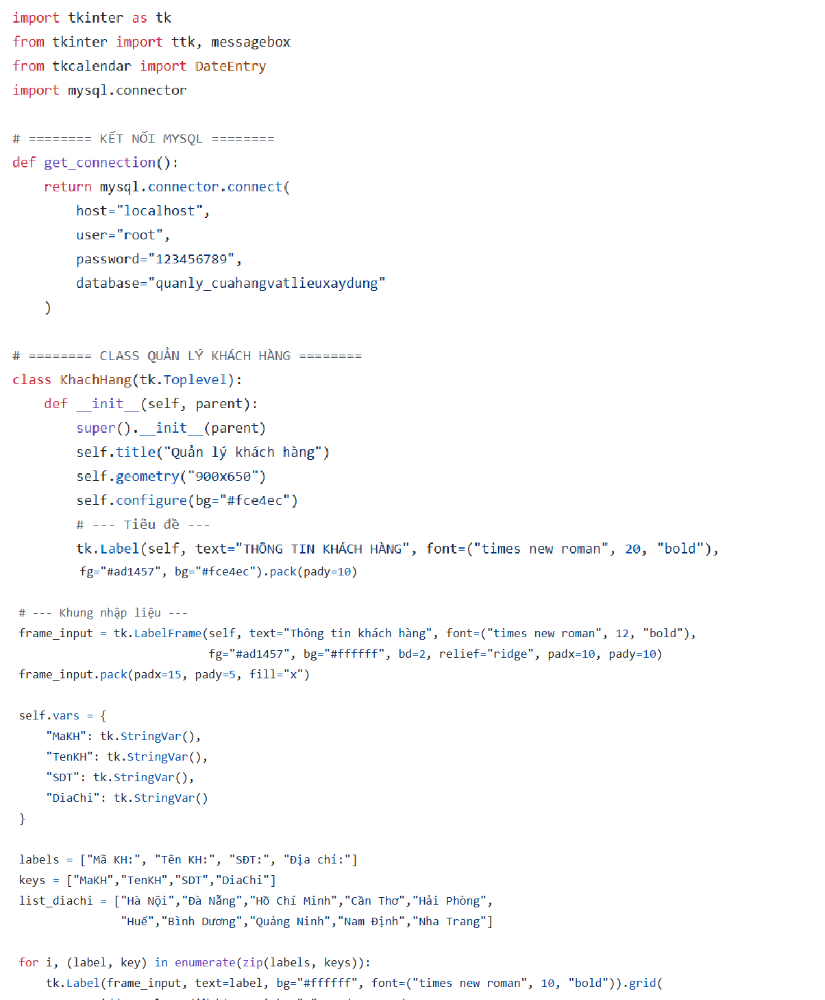 import tkinter as tk
from tkinter import ttk, messagebox
from tkcalendar import DateEntry
import mysql.connector

# ======== KẾT NỐI MYSQL ========
def get_connection():
    return mysql.connector.connect(
        host="localhost",
        user="root",
        password="123456789",
        database="quanly_cuahangvatlieuxaydung"
    )

# ======== CLASS QUẢN LÝ KHÁCH HÀNG ========
class KhachHang(tk.Toplevel):
    def __init__(self, parent):
        super().__init__(parent)
        self.title("Quản lý khách hàng")
        self.geometry("900x650")
        self.configure(bg="#fce4ec")
        # --- Tiêu đề ---
        tk.Label(self, text="THÔNG TIN KHÁCH HÀNG", font=("times new roman", 20, "bold"),
        fg="#ad1457", bg="#fce4ec").pack(pady=10)

# --- Khung nhập liệu ---
frame_input = tk.LabelFrame(self, text="Thông tin khách hàng", font=("times new roman", 12, "bold"),
                            fg="#ad1457", bg="#ffffff", bd=2, relief="ridge", padx=10, pady=10)
frame_input.pack(padx=15, pady=5, fill="x")

self.vars = {
    "MaKH": tk.StringVar(),
    "TenKH": tk.StringVar(),
    "SDT": tk.StringVar(),
    "DiaChi": tk.StringVar()
}

labels = ["Mã KH:", "Tên KH:", "SĐT:", "Địa chỉ:"]
keys = ["MaKH","TenKH","SDT","DiaChi"]
list_diachi = ["Hà Nội","Đà Nẵng","Hồ Chí Minh","Cần Thơ","Hải Phòng",
               "Huế","Bình Dương","Quảng Ninh","Nam Định","Nha Trang"]

for i, (label, key) in enumerate(zip(labels, keys)):
    tk.Label(frame_input, text=label, bg="#ffffff", font=("times new roman", 10, "bold")).grid(